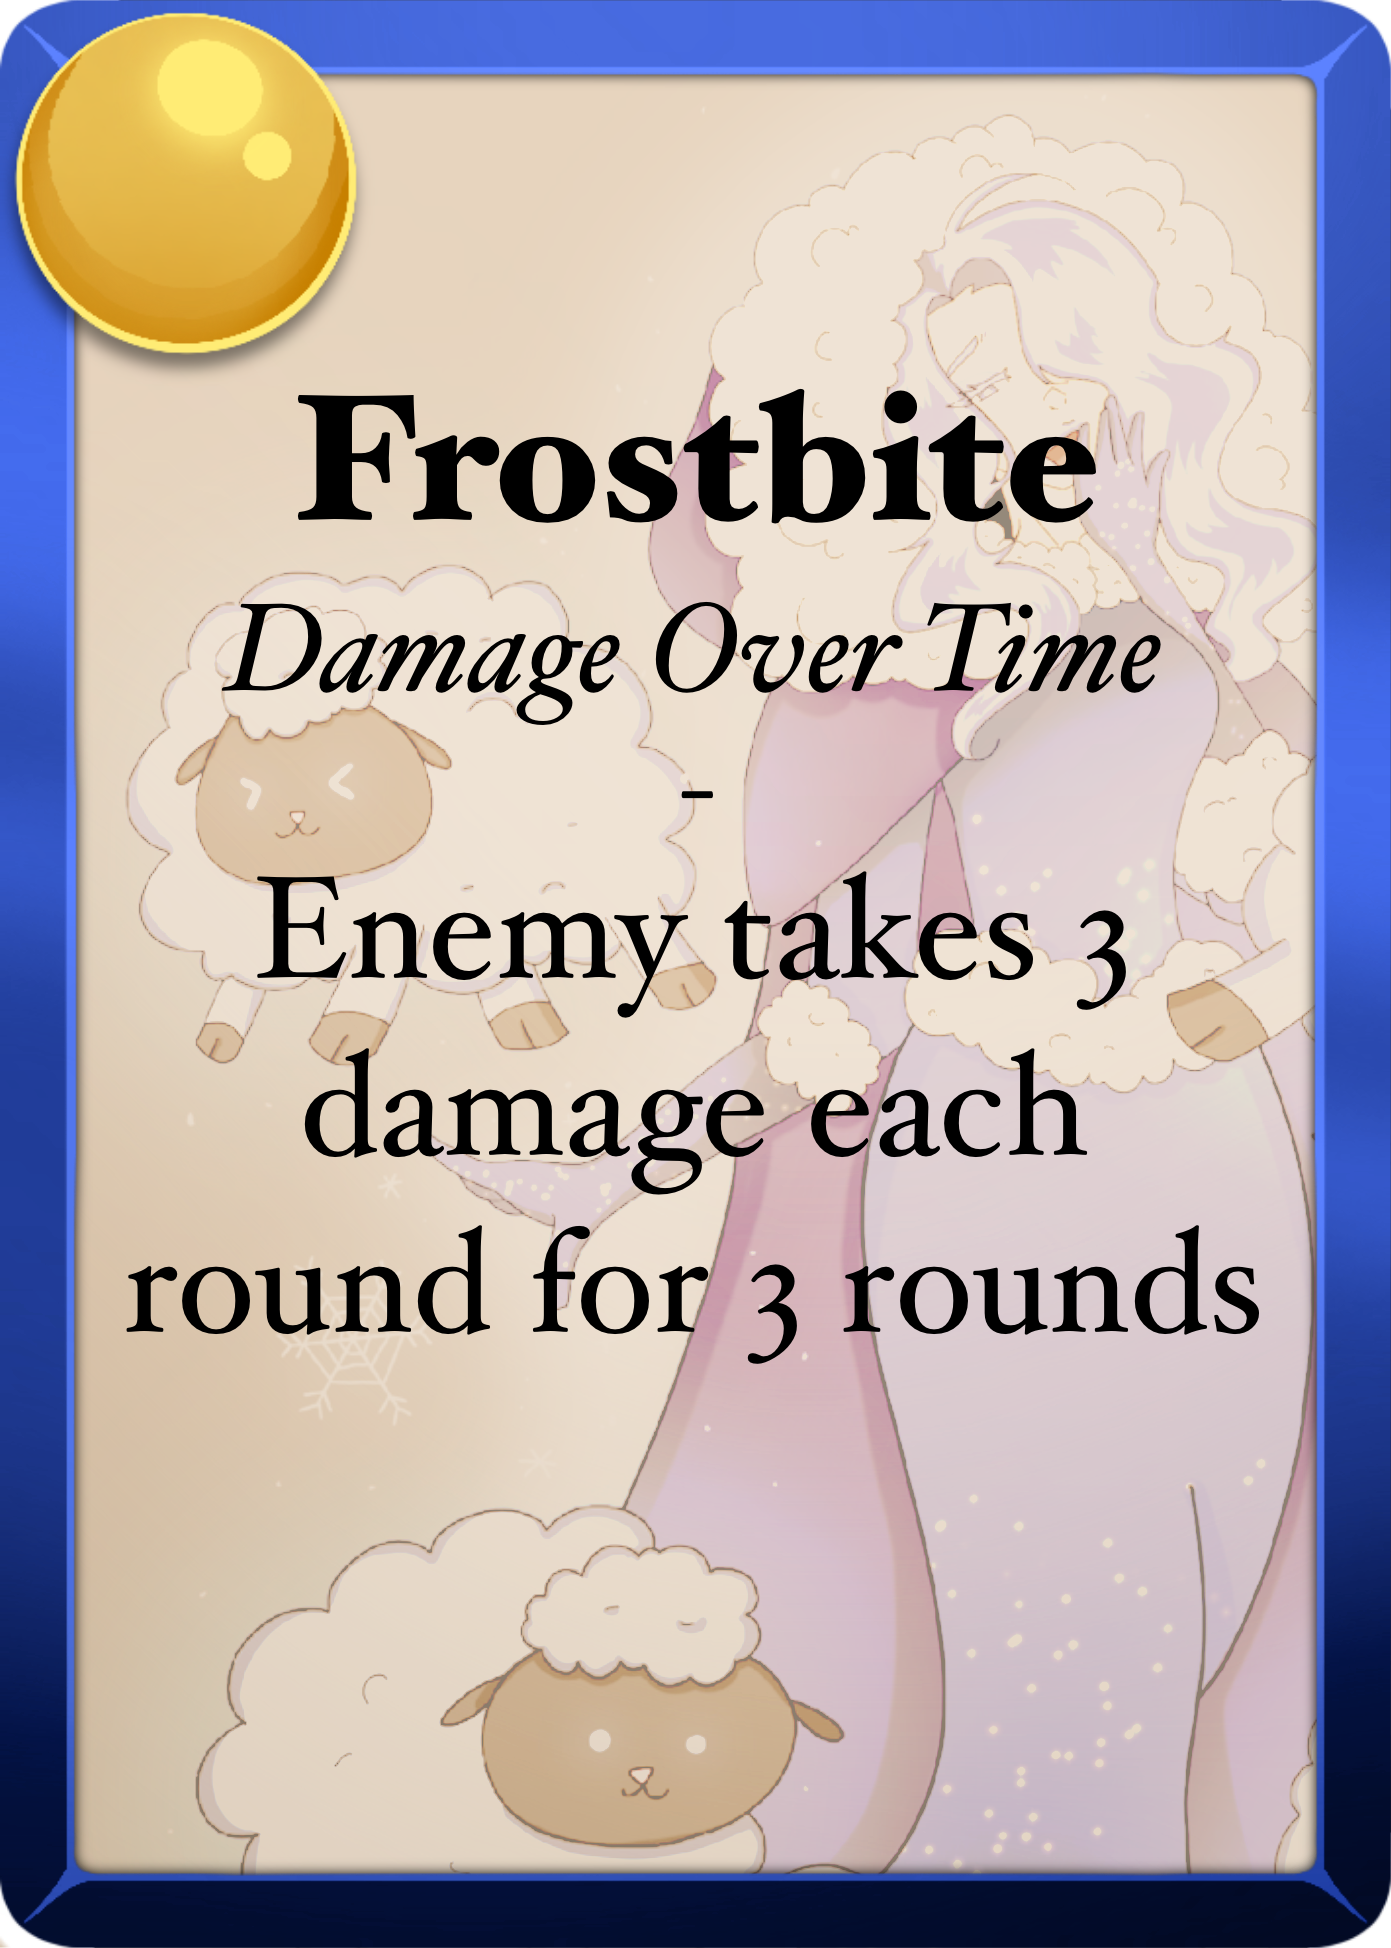 Frostbite
Damage Over Time
-
Enemy takes 3
damage each
round for 3 rounds